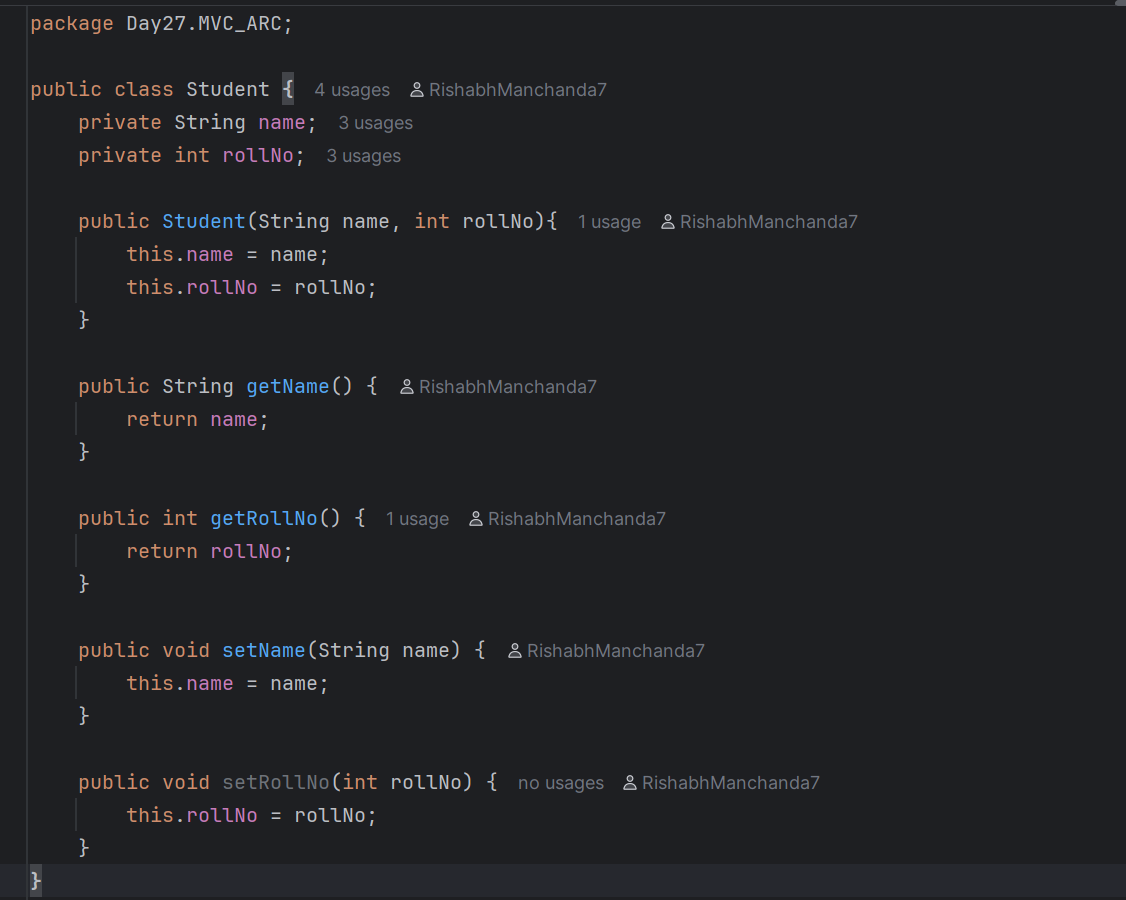 package Day27.MVC_ARC;
public class Student { 4 usages RishabhManchanda7
private String name; 3 usages
private int rollNo; 3 usages
public Student(String name, int rollNo){ 1 usage RishabhManchanda7
this.name = name;
this.rollNo = rollNo;
}
public String getName() { RishabhManchanda7
return name;
}
public int getRollNo() { 1 usage RishabhManchanda7
return rollNo;
}
public void setName(String name) { RishabhManchanda7
this.name = name;
}
public void setRollNo(int rollNo) { no usages RishabhManchanda7
this.rollNo = rollNo;
}
}